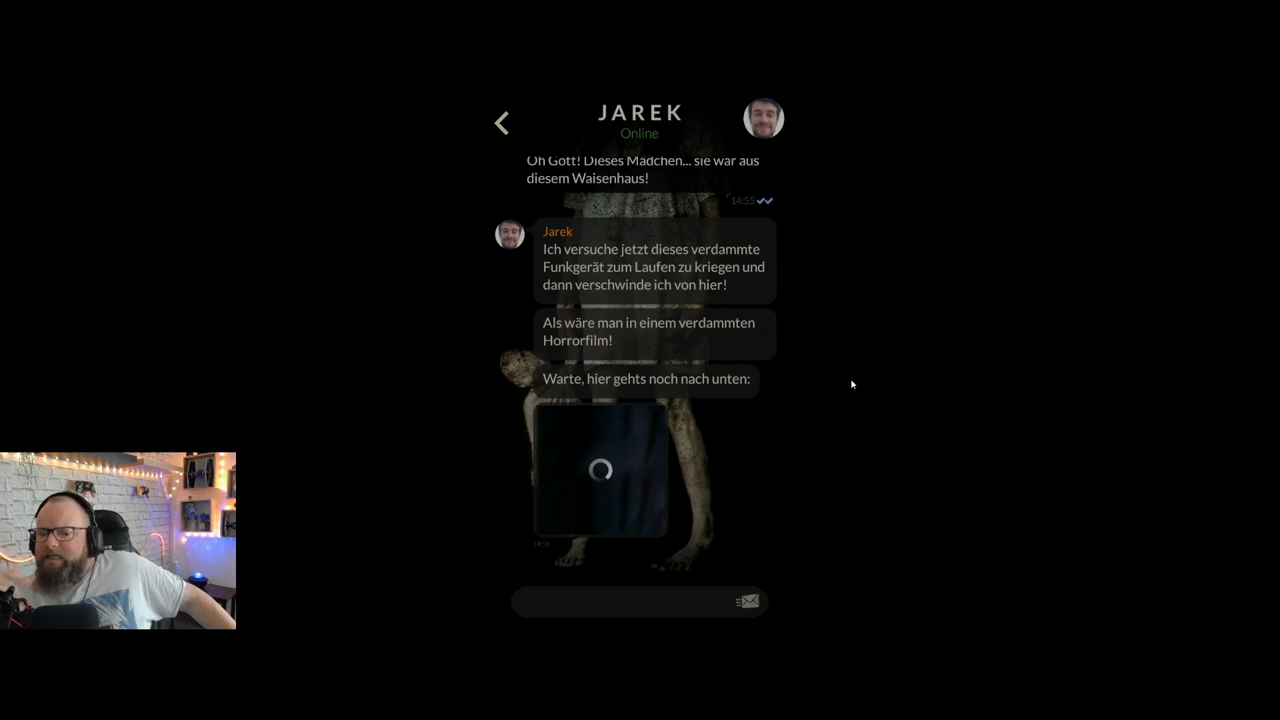 JAREK
Online
Oh Gott! Dieses Mädchen... sie war aus
diesem Waisenhaus!
14:55
Jarek
Ich versuche jetzt dieses verdammte
Funkgerät zum Laufen zu kriegen und
dann verschwinde ich von hier!
Als wäre man in einem verdammten
Horrorfilm!
Warte, hier gehts noch nach unten:
14:56